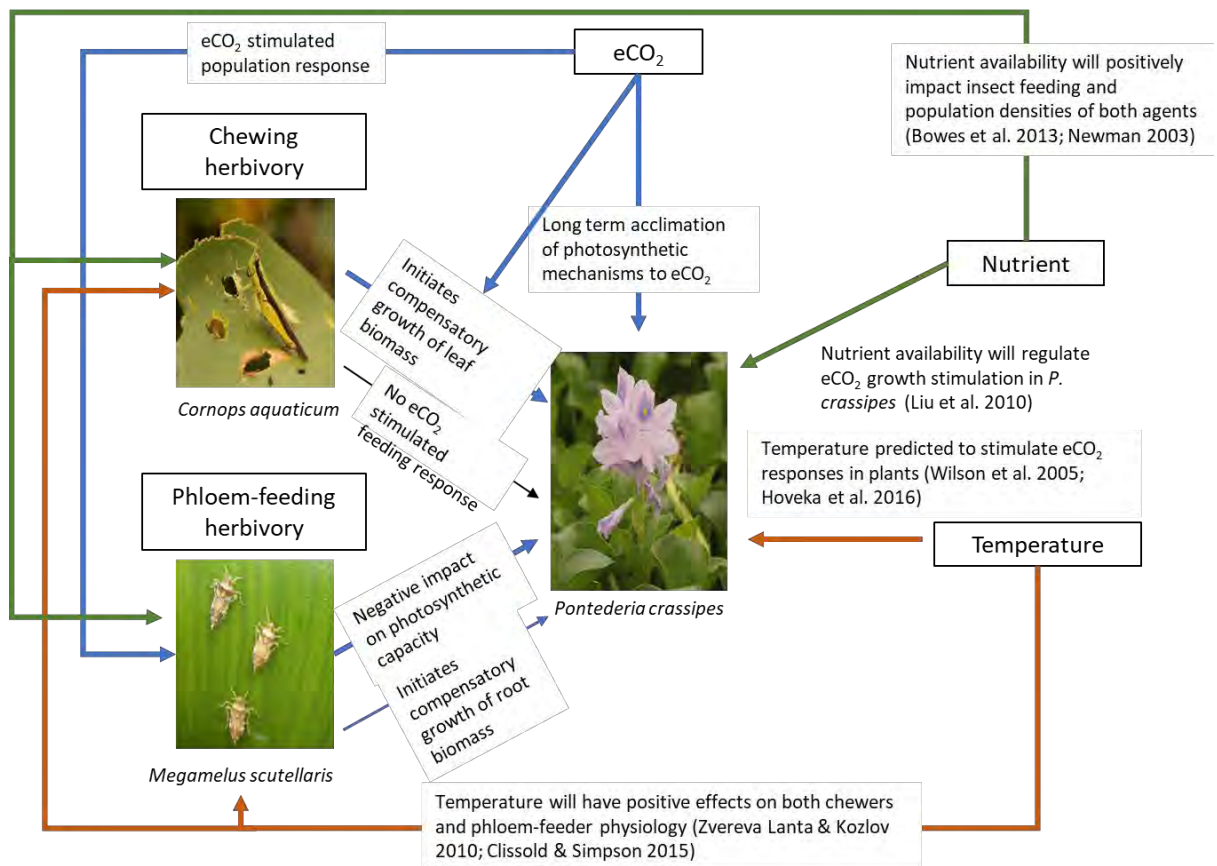 eCO₂ stimulated
population response
eCO₂
Nutrient availability will positively
impact insect feeding and
population densities of both agents
(Bowes et al. 2013; Newman 2003)
Chewing
herbivory
Long term acclimation
of photosynthetic
mechanisms to eCO₂
Nutrient
Initiates
compensatory
growth of leaf
biomass
Cornops aquaticum
No eCO₂
stimulated
feeding response
Nutrient availability will regulate
eCO₂ growth stimulation in P.
crassipes (Liu et al. 2010)
Temperature predicted to stimulate eCO₂
responses in plants (Wilson et al. 2005;
Hoveka et al. 2016)
Phloem-feeding
herbivory
Temperature
Pontederia crassipes
Negative impact
on photosynthetic
capacity
Initiates
compensatory
growth of root
biomass
Megamelus scutellaris
Temperature will have positive effects on both chewers
and phloem-feeder physiology (Zvereva Lanta & Kozlov
2010; Clissold & Simpson 2015)